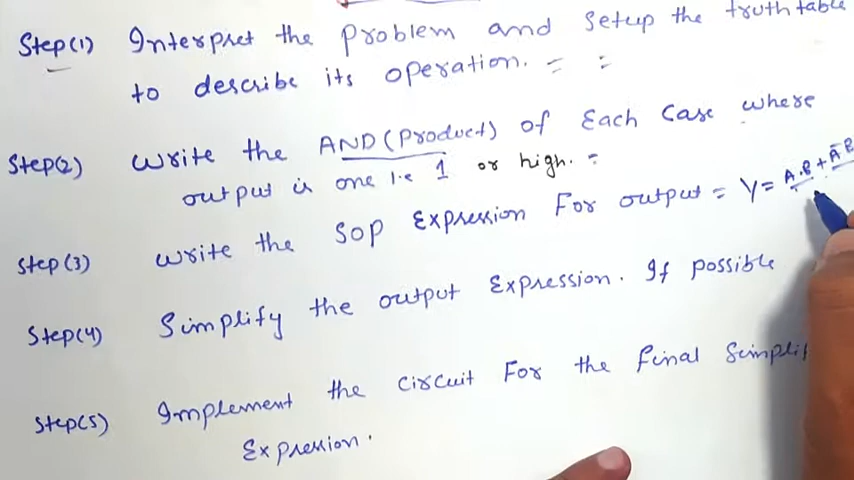 Step(1) Interpret the problem and setup the truth table
to describe its operation. = :
Step(2) Write the AND(Product) of Each Case where
output is one i.e 1 or high. =
Step(3) Write the SOP Expression For output = Y = A.B + A̅ B
Step(4) Simplify the output Expression. If possible
Step(5) Implement the circuit For the final Simplif
Expression.